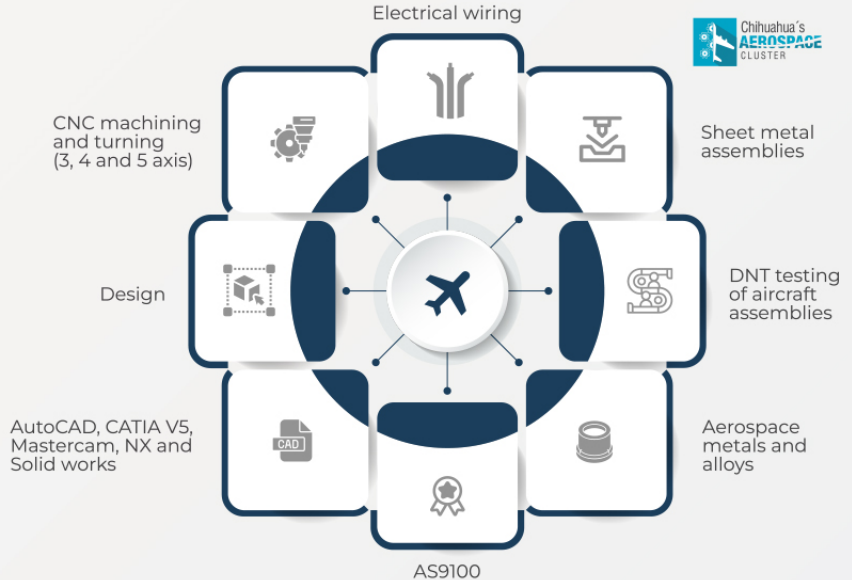 Electrical wiring
Chihuahua´s
AEROSPACE
CLUSTER
CNC machining
and turning
(3, 4 and 5 axis)
Sheet metal
assemblies
Design
DNT testing
of aircraft
assemblies
AutoCAD, CATIA V5,
Mastercam, NX and
Solid works
CAD
Aerospace
metals and
alloys
AS9100